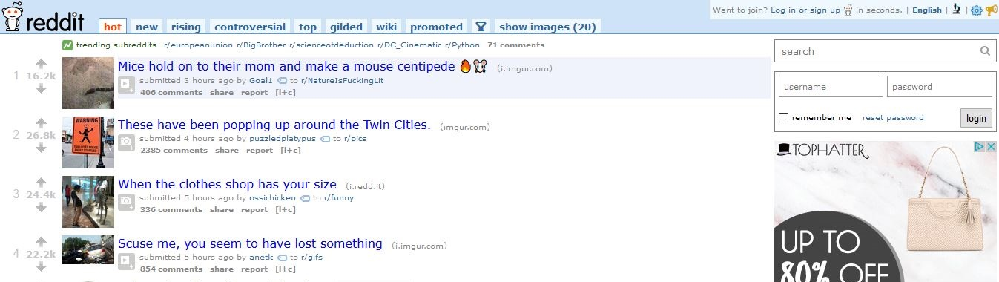 Want to join? Log in or sign up in seconds. | English | |
reddit hot new rising controversial top gilded wiki promoted show images (20)
trending subreddits r/europeanunion r/BigBrother r/scienceofdeduction r/DC_Cinematic r/Python 71 comments
1 16.2k
Mice hold on to their mom and make a mouse centipede 🔥🐭 (i.imgur.com)
submitted 3 hours ago by Goal1 to r/NatureIsFuckingLit
406 comments share report [l+c]
2 26.8k
WARNING
These have been popping up around the Twin Cities. (imgur.com)
submitted 4 hours ago by puzzledplatypus to r/pics
2385 comments share report [l+c]
3 24.4k
When the clothes shop has your size (i.redd.it)
submitted 5 hours ago by ossichicken to r/funny
336 comments share report [l+c]
4 22.2k
Scuse me, you seem to have lost something (i.imgur.com)
submitted 5 hours ago by anetk to r/gifs
854 comments share report [l+c]
search
username password
remember me reset password login
TOPHATTER
UP TO
80% OFF